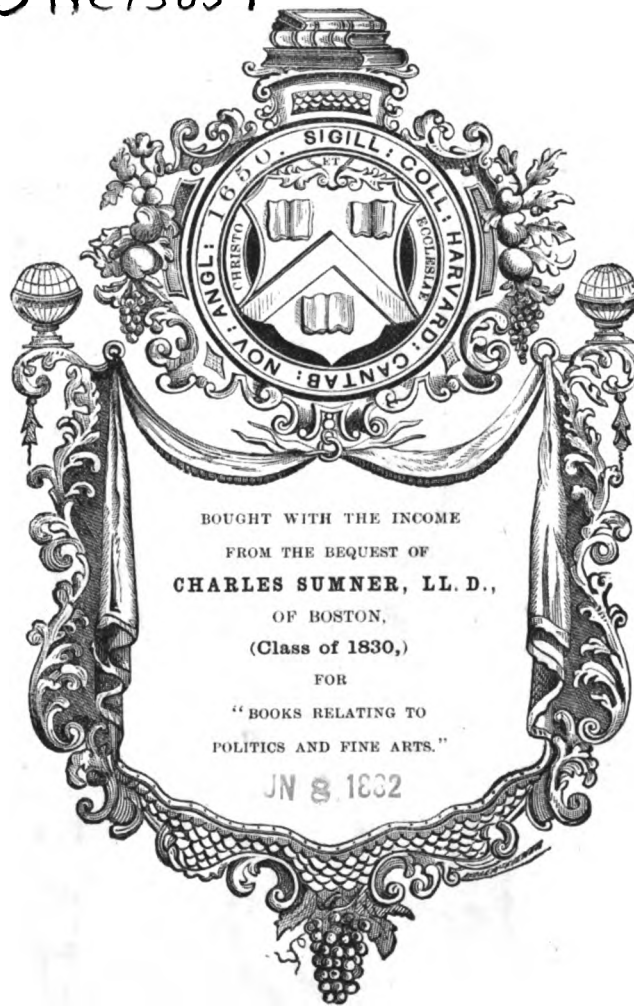 SIGILL: COLL: HARVARD: CANTAB: NOV: ANGL: 1650.
CHRISTO
ET
ECCLESIAE
BOUGHT WITH THE INCOME
FROM THE BEQUEST OF
CHARLES SUMNER, LL. D.,
OF BOSTON,
(Class of 1830,)
FOR
"BOOKS RELATING TO
POLITICS AND FINE ARTS."
JN 8 1882